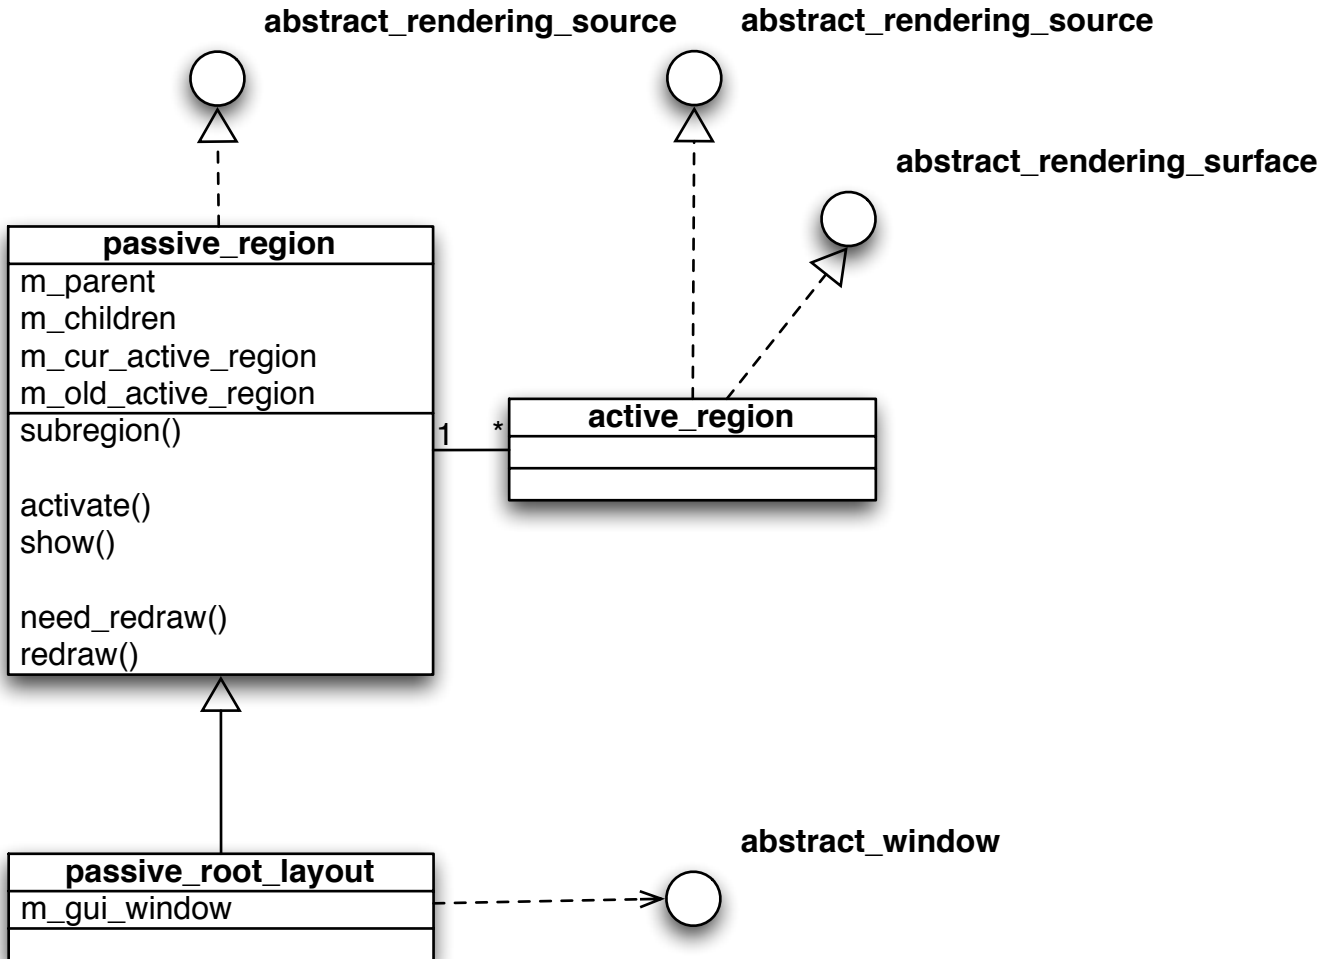 abstract_rendering_source
abstract_rendering_source
abstract_rendering_surface
passive_region
m_parent
m_children
m_cur_active_region
m_old_active_region
subregion()
activate()
show()
need_redraw()
redraw()
1
*
active_region
abstract_window
passive_root_layout
m_gui_window